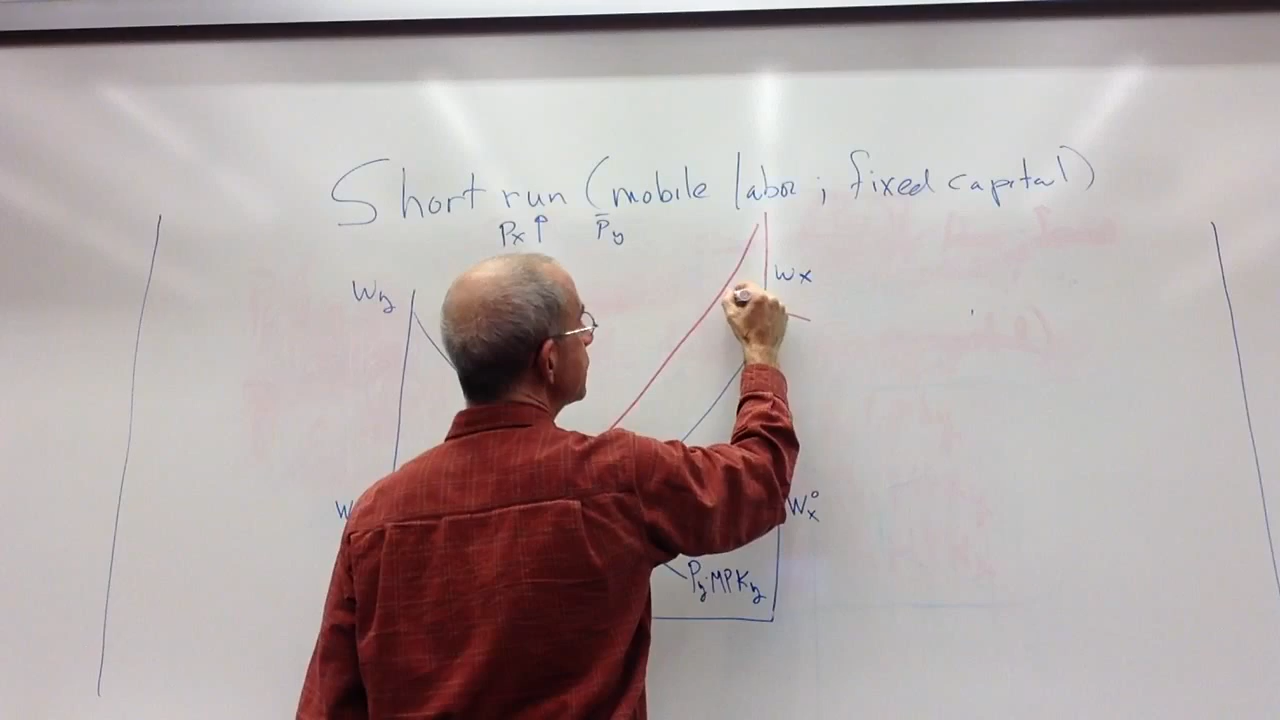 Short run (mobile labor ; fixed capital)
Px↑ P̅y
Wy
Wx
W
Wx°
Py·MPKy